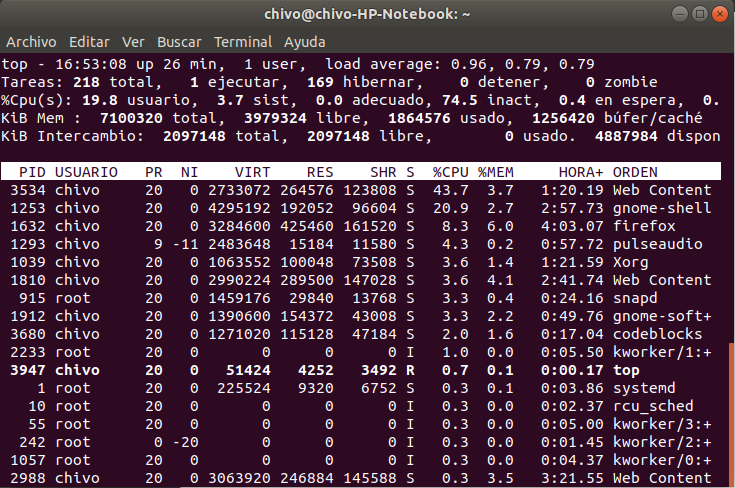 chivo@chivo-HP-Notebook: ~
Archivo Editar Ver Buscar Terminal Ayuda
top - 16:53:08 up 26 min,  1 user,  load average: 0.96, 0.79, 0.79
Tareas: 218 total,   1 ejecutar, 169 hibernar,    0 detener,    0 zombie
%Cpu(s): 19.8 usuario,  3.7 sist,  0.0 adecuado, 74.5 inact,  0.4 en espera,  0.
KiB Mem :  7100320 total,  3979324 libre,  1864576 usado,  1256420 búfer/caché
KiB Intercambio:  2097148 total,  2097148 libre,        0 usado.  4887984 dispon
PID USUARIO   PR  NI    VIRT    RES    SHR S  %CPU %MEM     HORA+ ORDEN
3534 chivo     20   0 2733072 264576 123808 S  43.7  3.7   1:20.19 Web Content
1253 chivo     20   0 4295192 192052  96604 S  20.9  2.7   2:57.73 gnome-shell
1632 chivo     20   0 3284600 425460 161520 S   8.3  6.0   4:03.07 firefox
1293 chivo      9 -11 2483648  15184  11580 S   4.3  0.2   0:57.72 pulseaudio
1039 chivo     20   0 1063552 100048  73508 S   3.6  1.4   1:21.59 Xorg
1810 chivo     20   0 2990224 289500 147028 S   3.6  4.1   2:41.74 Web Content
915 root      20   0 1459176  29840  13768 S   3.3  0.4   0:24.16 snapd
1912 chivo     20   0 1390600 154372  43008 S   3.3  2.2   0:49.76 gnome-soft+
3680 chivo     20   0 1271020 115128  47184 S   2.0  1.6   0:17.04 codeblocks
2233 root      20   0       0      0      0 I   1.0  0.0   0:05.50 kworker/1:+
3947 chivo     20   0   51424   4252   3492 R   0.7  0.1   0:00.17 top
1 root      20   0  225524   9320   6752 S   0.3  0.1   0:03.86 systemd
10 root      20   0       0      0      0 I   0.3  0.0   0:02.37 rcu_sched
55 root      20   0       0      0      0 I   0.3  0.0   0:05.00 kworker/3:+
242 root       0 -20       0      0      0 I   0.3  0.0   0:01.45 kworker/2:+
1057 root      20   0       0      0      0 I   0.3  0.0   0:04.37 kworker/0:+
2988 chivo     20   0 3063920 246884 145588 S   0.3  3.5   3:21.55 Web Content